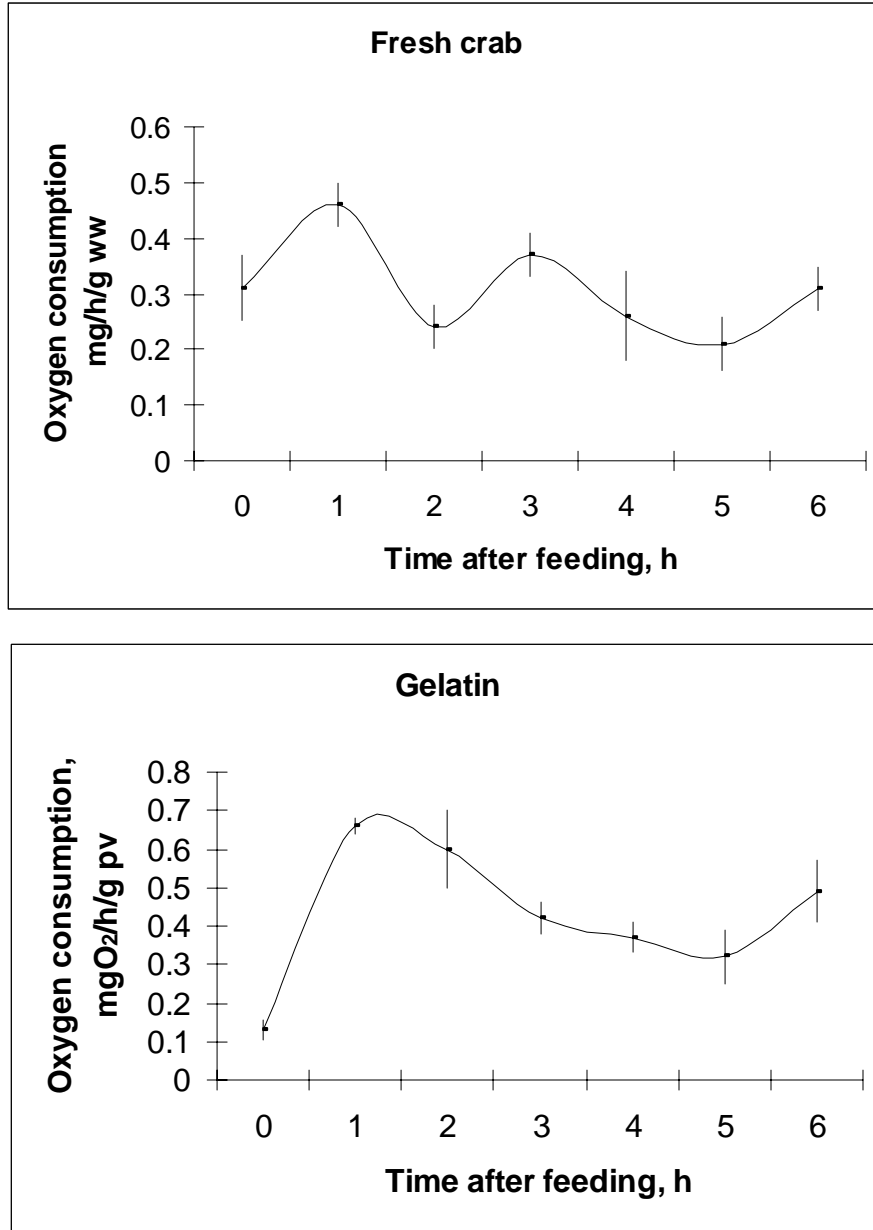 Fresh crab
Oxygen consumption
mg/h/g ww
0.6
0.5
0.4
0.3
0.2
0.1
0
0 1 2 3 4 5 6
Time after feeding, h
Gelatin
Oxygen consumption,
mgO2/h/g pv
0.8
0.7
0.6
0.5
0.4
0.3
0.2
0.1
0
0 1 2 3 4 5 6
Time after feeding, h